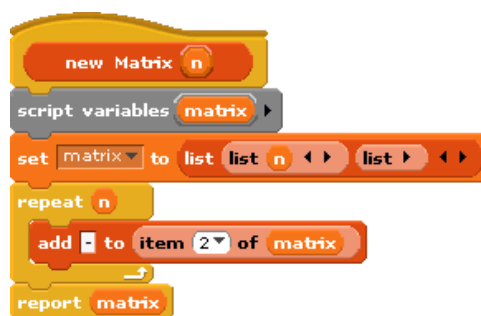 new Matrix n
script variables matrix
set matrix to list list n list
repeat n
add - to item 2 of matrix
report matrix